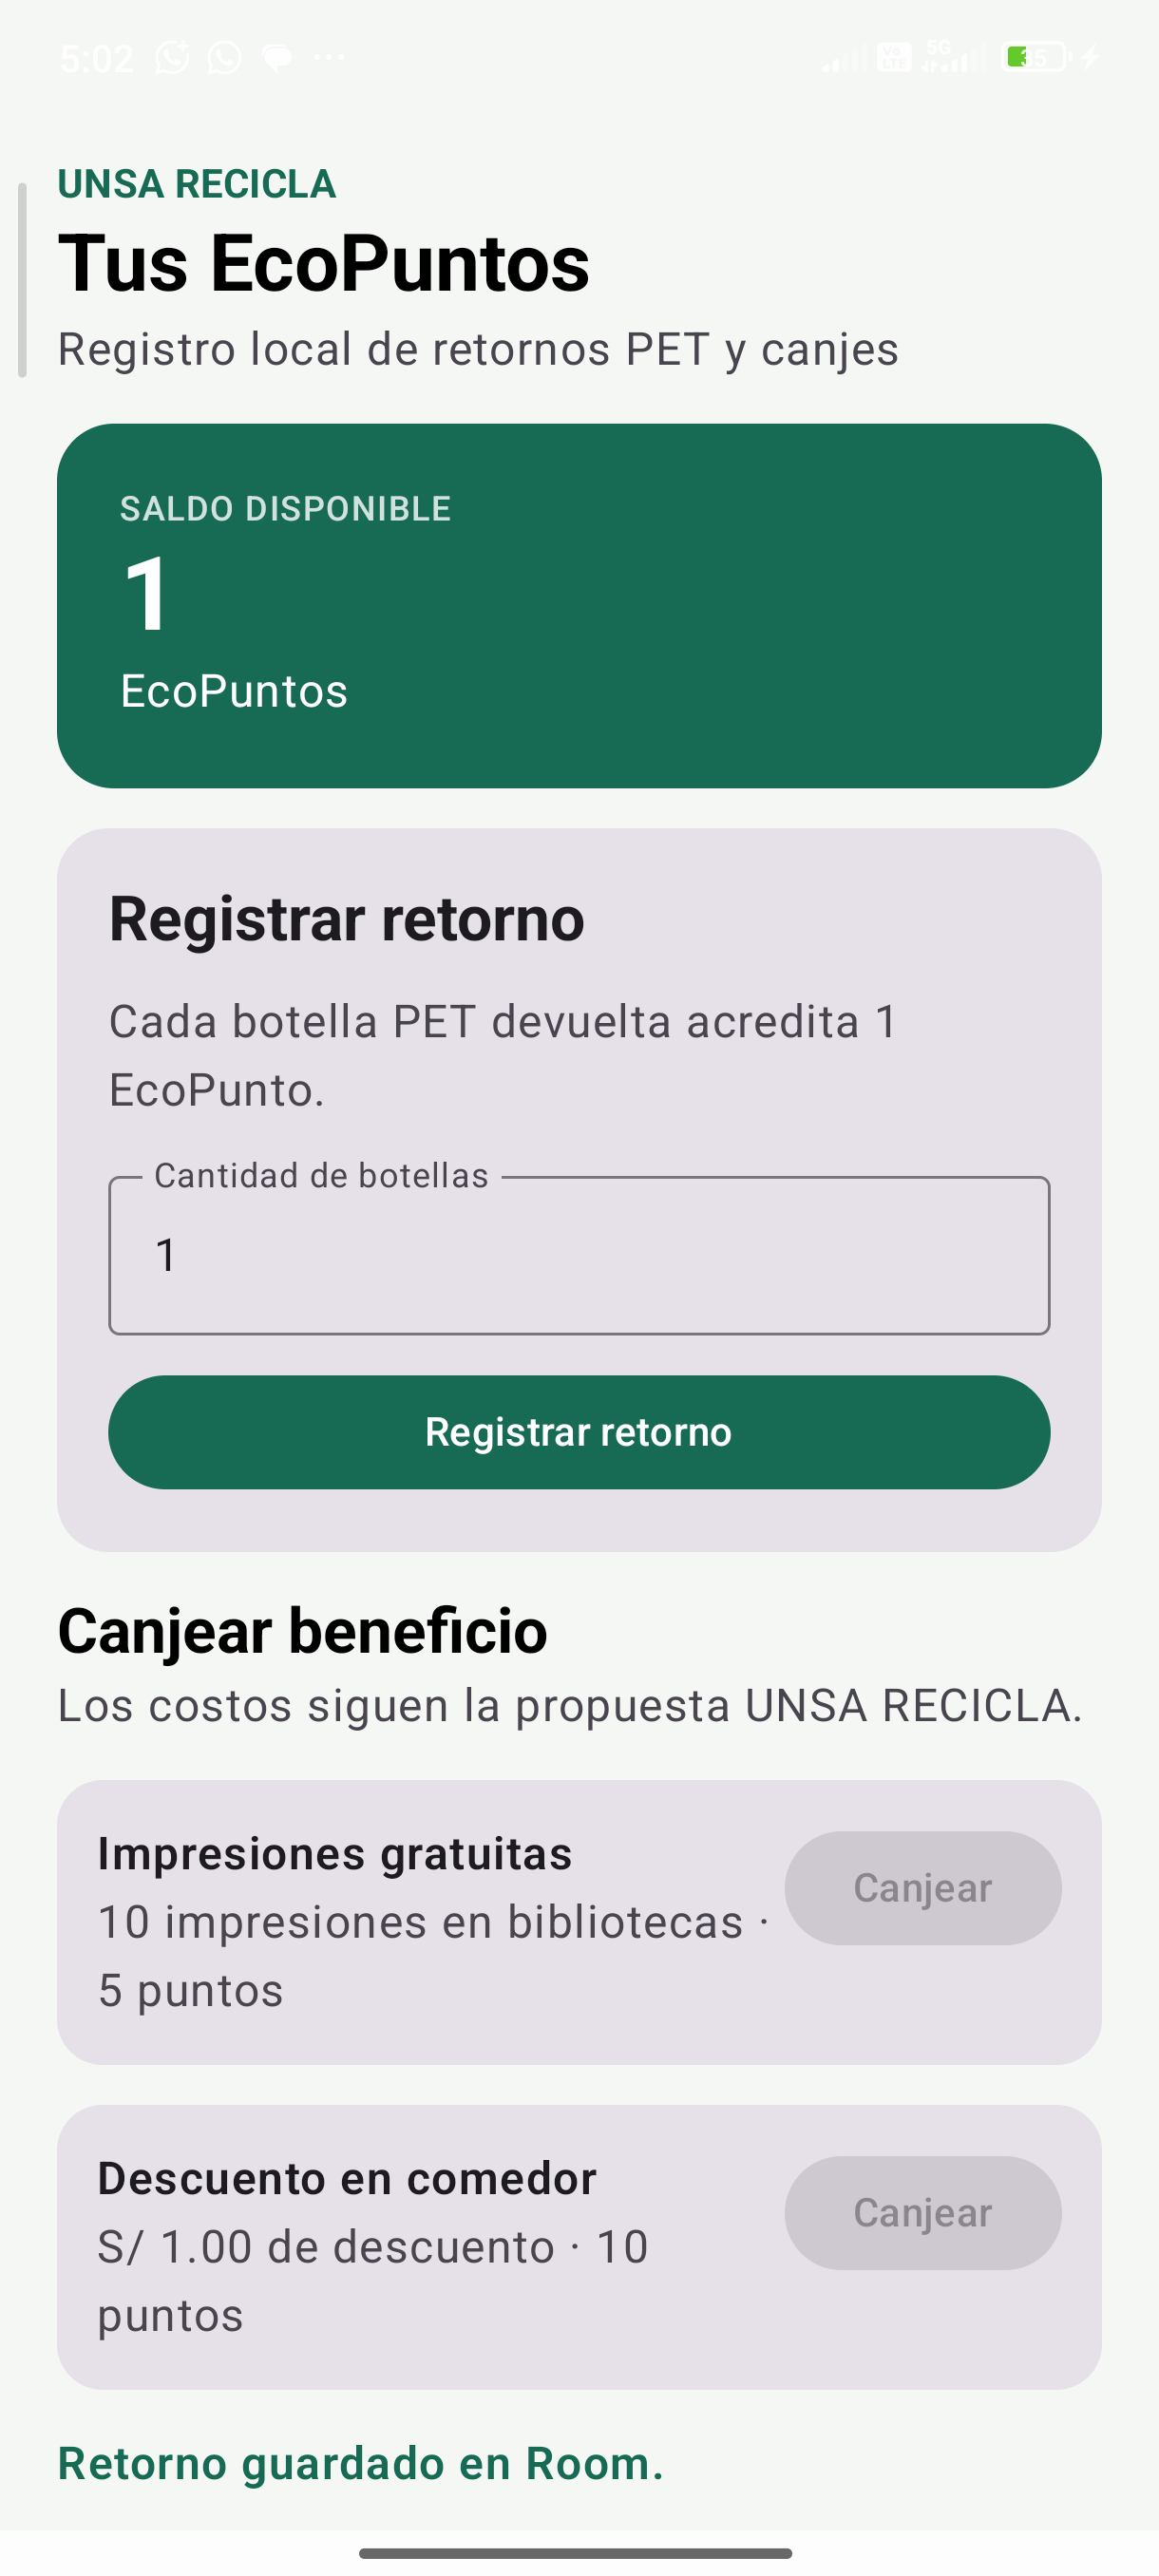 5:02
5G
35
UNSA RECICLA
Tus EcoPuntos
Registro local de retornos PET y canjes
SALDO DISPONIBLE
1
EcoPuntos
Registrar retorno
Cada botella PET devuelta acredita 1
EcoPunto.
Cantidad de botellas
1
Registrar retorno
Canjear beneficio
Los costos siguen la propuesta UNSA RECICLA.
Impresiones gratuitas
10 impresiones en bibliotecas ·
5 puntos
Canjear
Descuento en comedor
S/ 1.00 de descuento · 10
puntos
Canjear
Retorno guardado en Room.